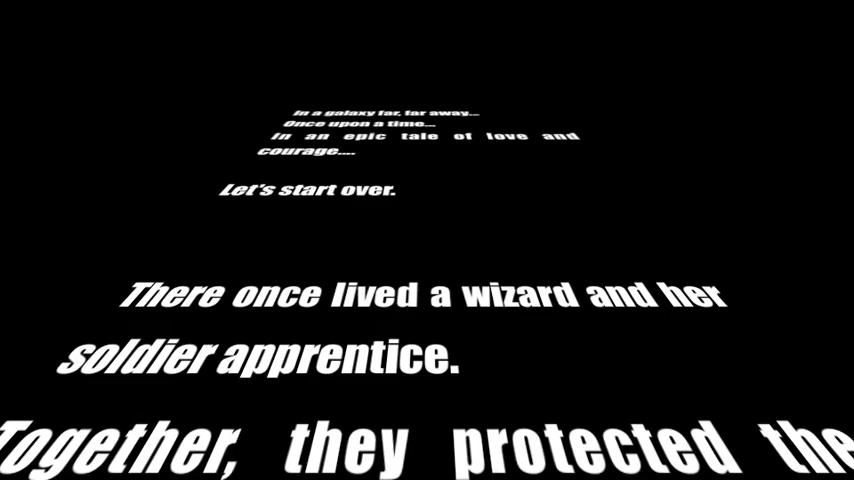 In a galaxy far, far away...
Once upon a time...
In an epic tale of love and
courage....
Let's start over.
There once lived a wizard and her
soldier apprentice.
Together, they protected the